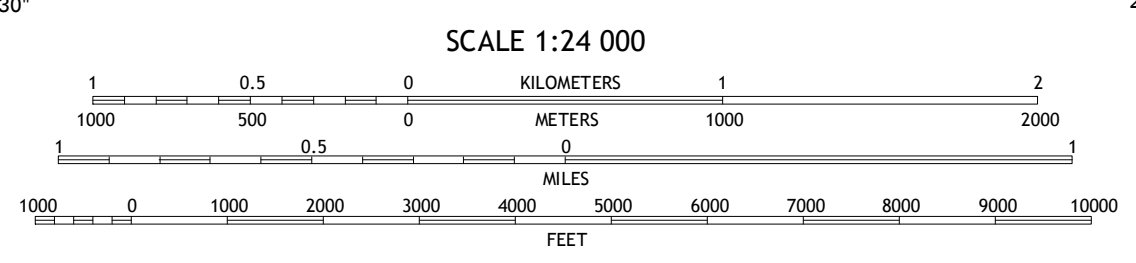 30"
SCALE 1:24 000
1 0.5 0 KILOMETERS 1 2
1000 500 0 METERS 1000 2000
1 0.5 0 1
MILES
1000 0 1000 2000 3000 4000 5000 6000 7000 8000 9000 10000
FEET